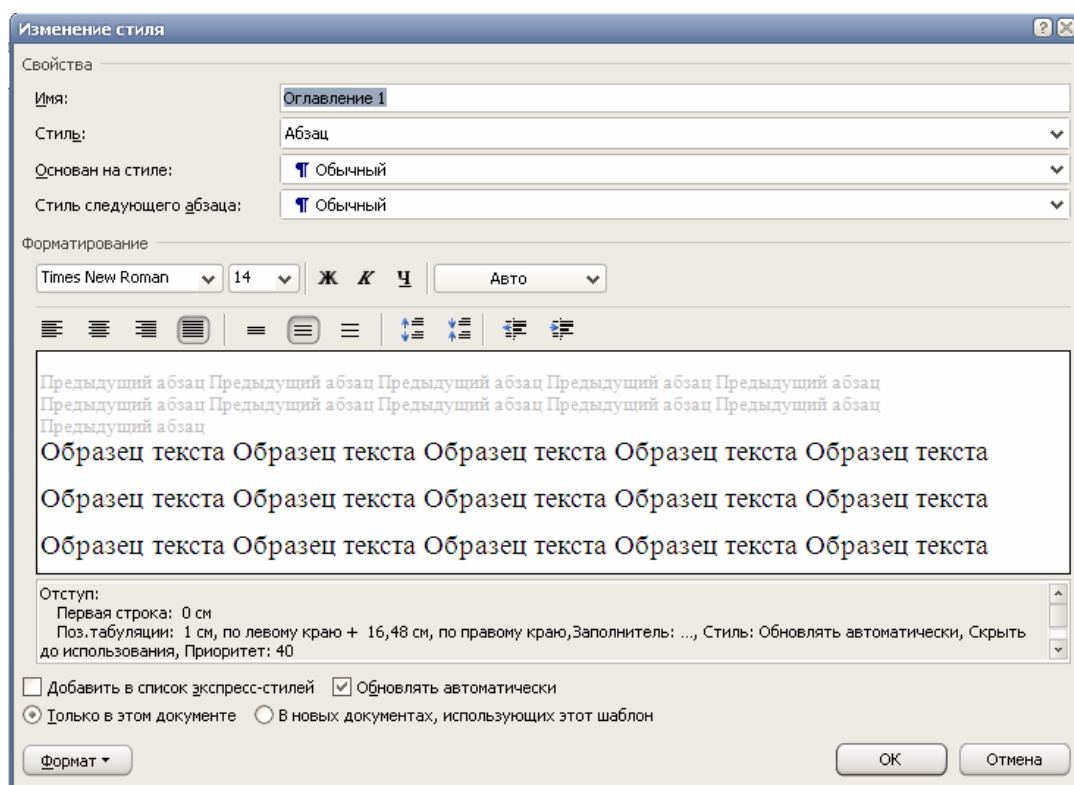 Изменение стиля
Свойства
Имя:
Оглавление 1
Стиль:
Абзац
Основан на стиле:
¶ Обычный
Стиль следующего абзаца:
¶ Обычный
Форматирование
Times New Roman 14 Ж К Ч Авто
Предыдущий абзац Предыдущий абзац Предыдущий абзац Предыдущий абзац Предыдущий абзац
Предыдущий абзац Предыдущий абзац Предыдущий абзац Предыдущий абзац Предыдущий абзац
Предыдущий абзац
Образец текста Образец текста Образец текста Образец текста Образец текста
Образец текста Образец текста Образец текста Образец текста Образец текста
Образец текста Образец текста Образец текста Образец текста Образец текста
Отступ:
Первая строка: 0 см
Поз.табуляции: 1 см, по левому краю + 16,48 см, по правому краю,Заполнитель: ..., Стиль: Обновлять автоматически, Скрыть
до использования, Приоритет: 40
Добавить в список экспресс-стилей Обновлять автоматически
Только в этом документе В новых документах, использующих этот шаблон
Формат ОК Отмена